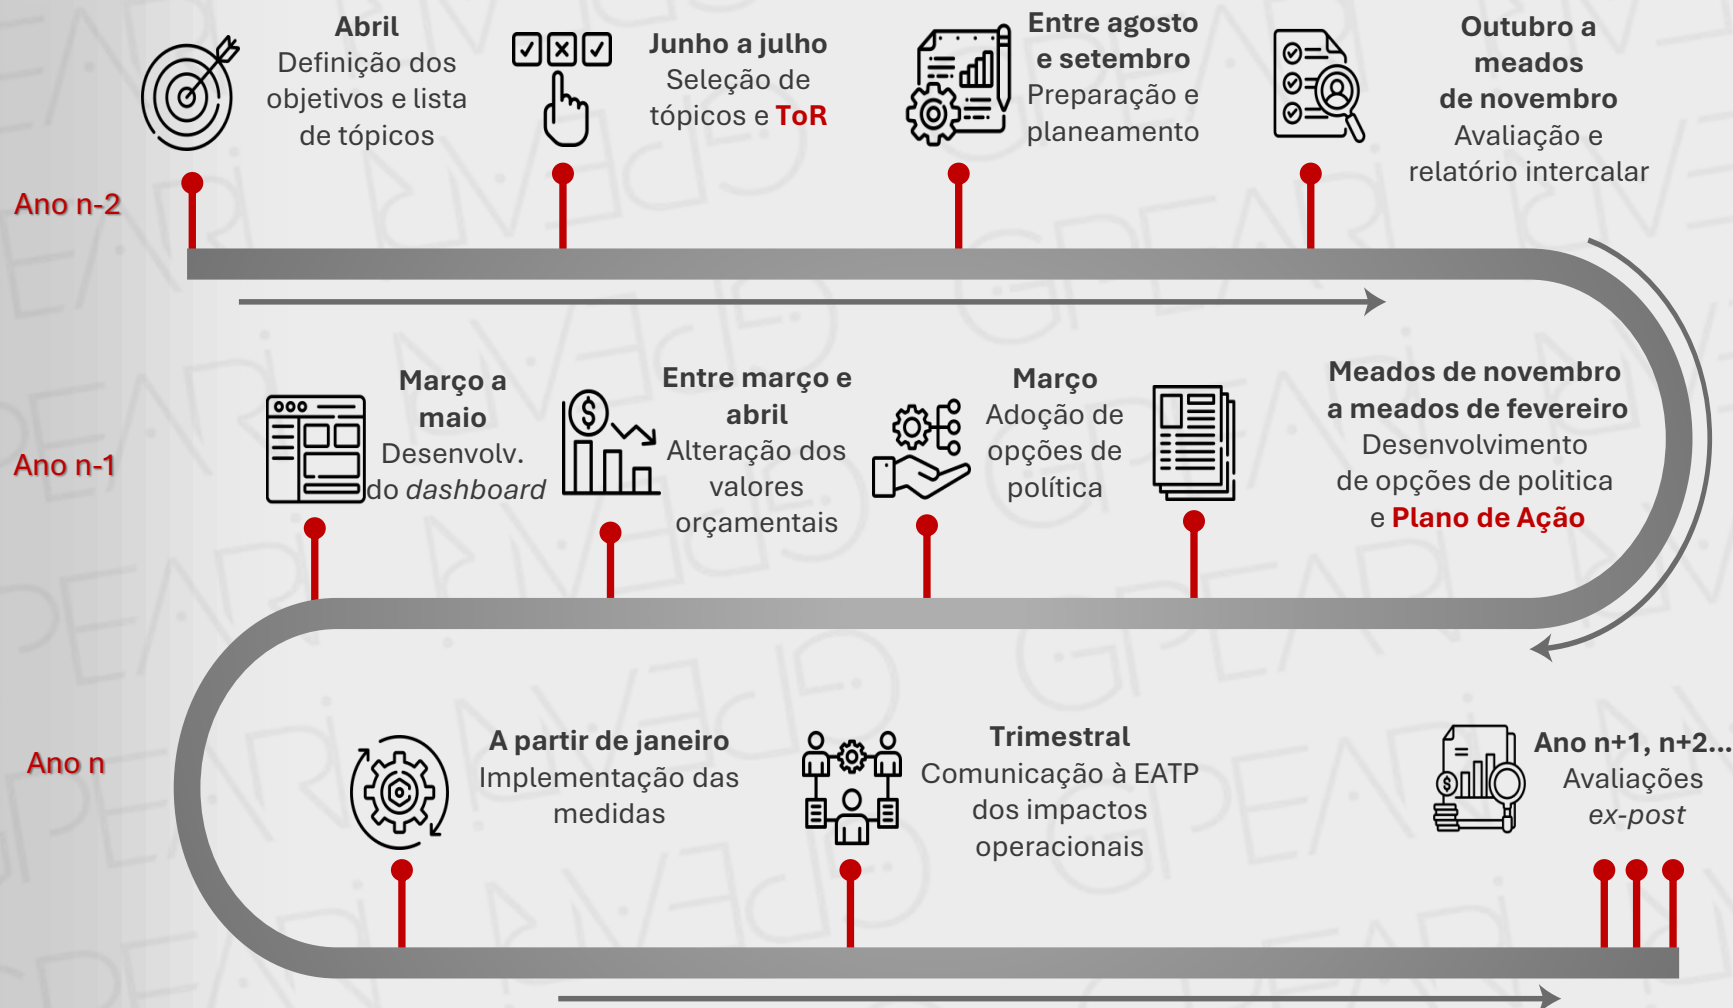 Ano n-2
Abril
Definição dos
objetivos e lista
de tópicos
Junho a julho
Seleção de
tópicos e ToR
Entre agosto
e setembro
Preparação e
planeamento
Outubro a
meados
de novembro
Avaliação e
relatório intercalar
Ano n-1
Março a
maio
Desenvolv.
do dashboard
Entre março e
abril
Alteração dos
valores
orçamentais
Março
Adoção de
opções de
política
Meados de novembro
a meados de fevereiro
Desenvolvimento
de opções de politica
e Plano de Ação
Ano n
A partir de janeiro
Implementação das
medidas
Trimestral
Comunicação à EATP
dos impactos
operacionais
Ano n+1, n+2...
Avaliações
ex-post
GPEARi